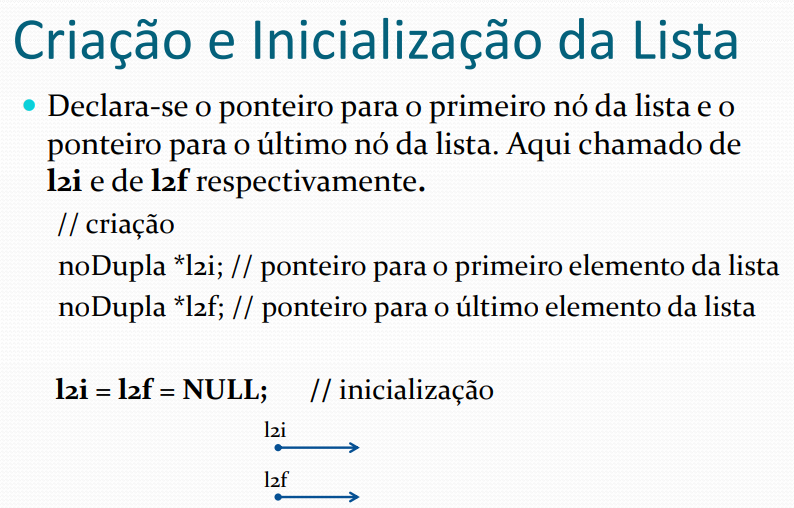 Criação e Inicialização da Lista
• Declara-se o ponteiro para o primeiro nó da lista e o
ponteiro para o último nó da lista. Aqui chamado de
l2i e de l2f respectivamente.
// criação
noDupla *l2i; // ponteiro para o primeiro elemento da lista
noDupla *l2f; // ponteiro para o último elemento da lista
l2i = l2f = NULL; // inicialização
l2i
l2f